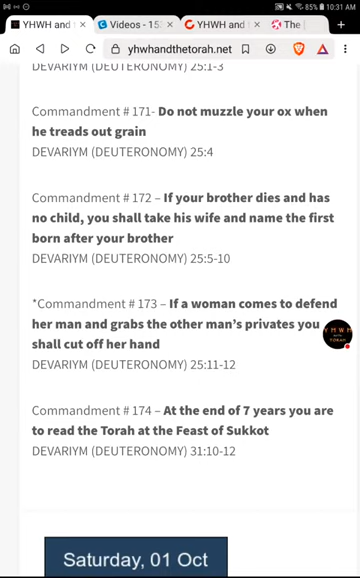 85% 10:31 AM
YHWH and t
Videos - 153
YHWH and t
The |
yhwhandthetorah.net
DEVARIYM (DEUTERONOMY) 25:1-3
Commandment # 171- Do not muzzle your ox when
he treads out grain
DEVARIYM (DEUTERONOMY) 25:4
Commandment # 172 – If your brother dies and has
no child, you shall take his wife and name the first
born after your brother
DEVARIYM (DEUTERONOMY) 25:5-10
*Commandment # 173 – If a woman comes to defend
her man and grabs the other man’s privates you
shall cut off her hand
DEVARIYM (DEUTERONOMY) 25:11-12
Commandment # 174 – At the end of 7 years you are
to read the Torah at the Feast of Sukkot
DEVARIYM (DEUTERONOMY) 31:10-12
Saturday, 01 Oct